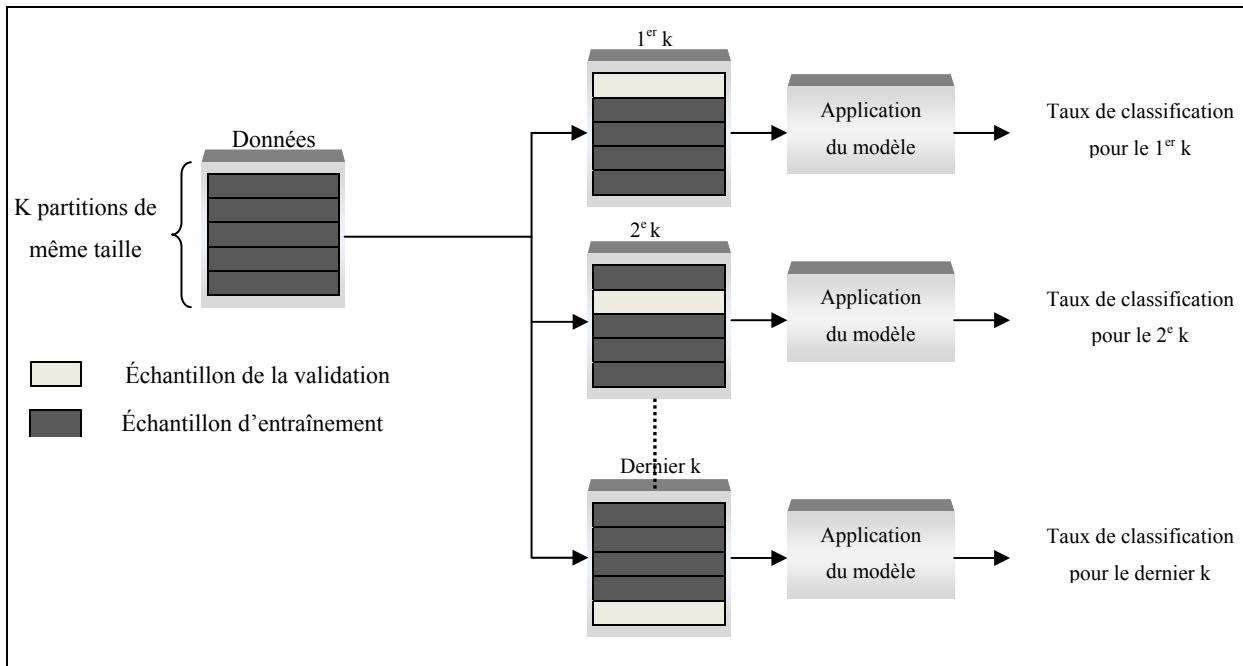 1er k
Données
Application
du modèle
Taux de classification
pour le 1er k
K partitions de
même taille
2e k
Application
du modèle
Taux de classification
pour le 2e k
Échantillon de la validation
Échantillon d’entraînement
Dernier k
Application
du modèle
Taux de classification
pour le dernier k